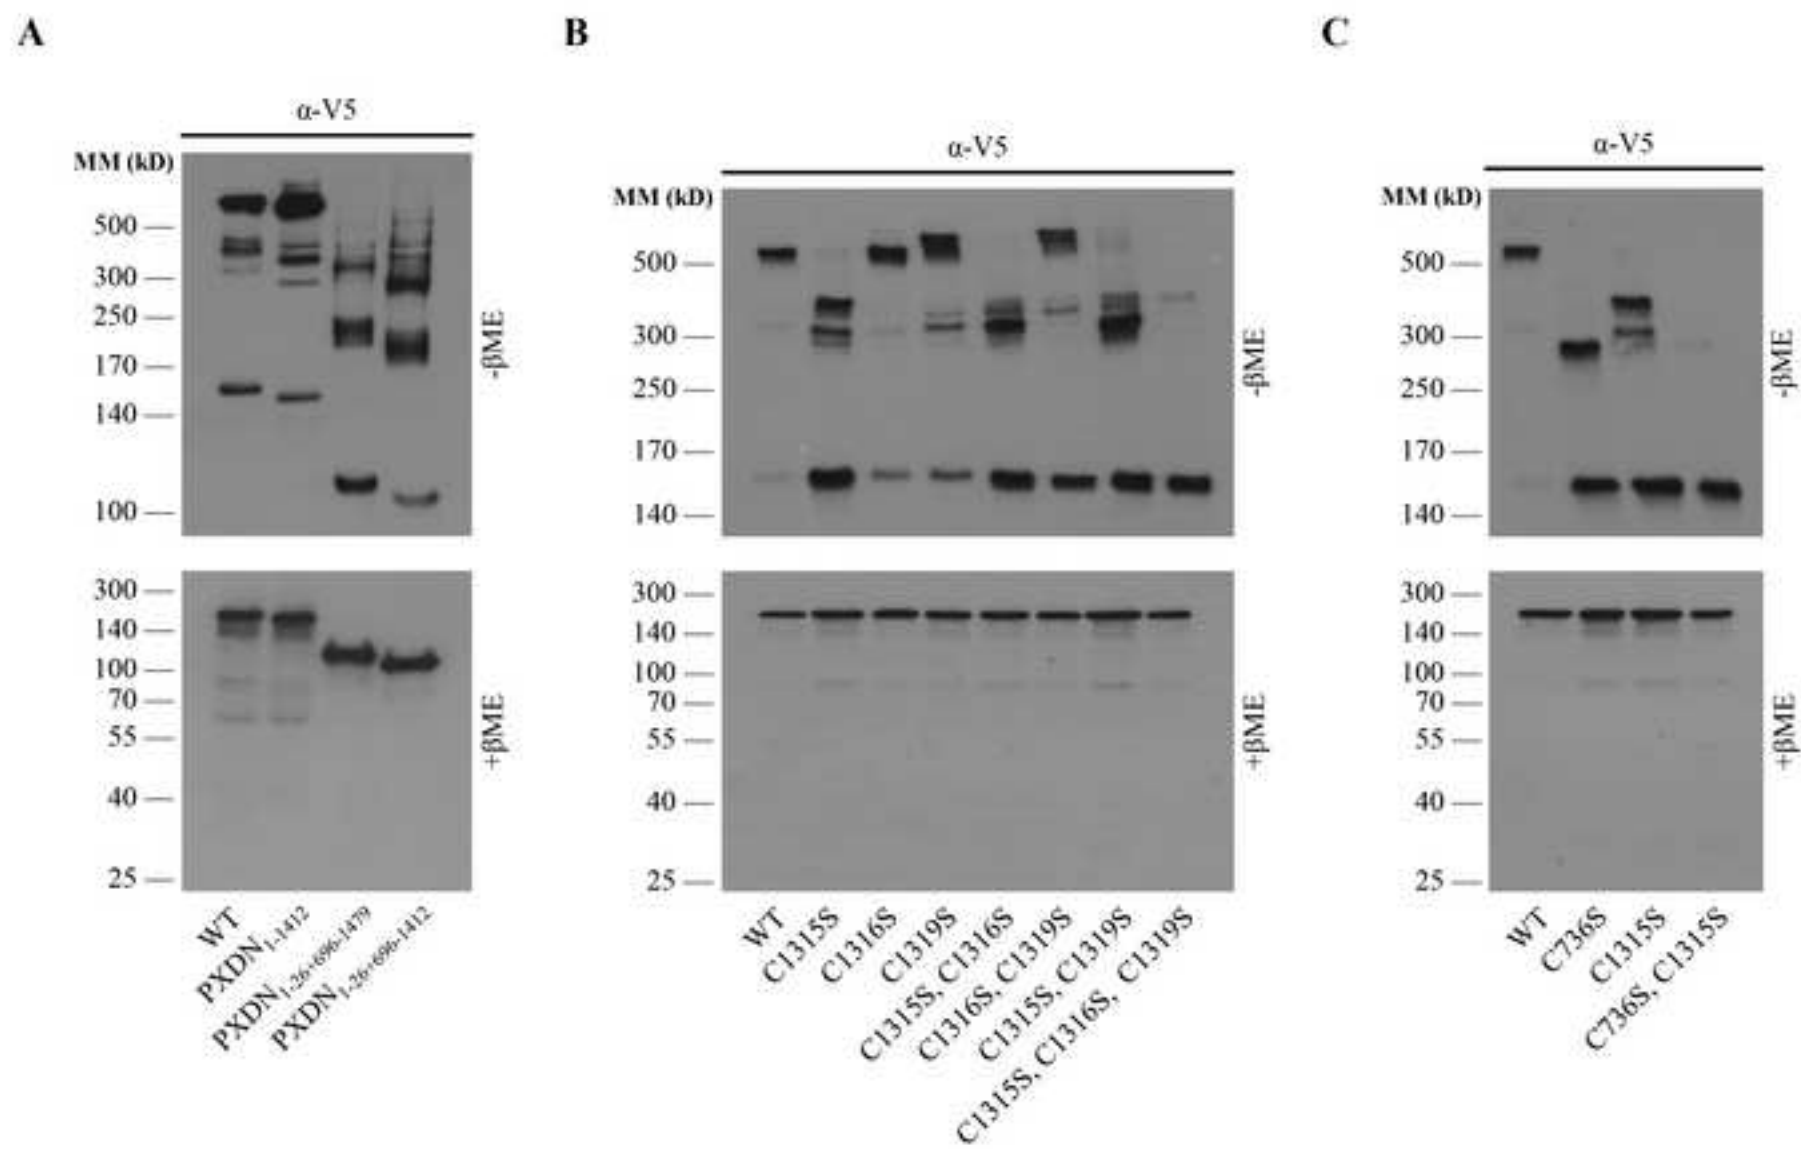 A
B
C
α-V5
MM (kD)
500
300
250
170
140
100
-βME
300
140
100
70
55
40
25
+βME
WT
PXDN1-1412
PXDN1-26+696-1479
PXDN1-26+696-1412
α-V5
MM (kD)
500
300
250
170
140
-βME
300
140
100
70
55
40
25
+βME
WT
C1315S
C1316S
C1319S
C1315S, C1316S
C1316S, C1319S
C1315S, C1319S
C1315S, C1316S, C1319S
α-V5
MM (kD)
500
300
250
170
140
-βME
300
140
100
70
55
40
25
+βME
WT
C736S
C1315S
C736S, C1315S